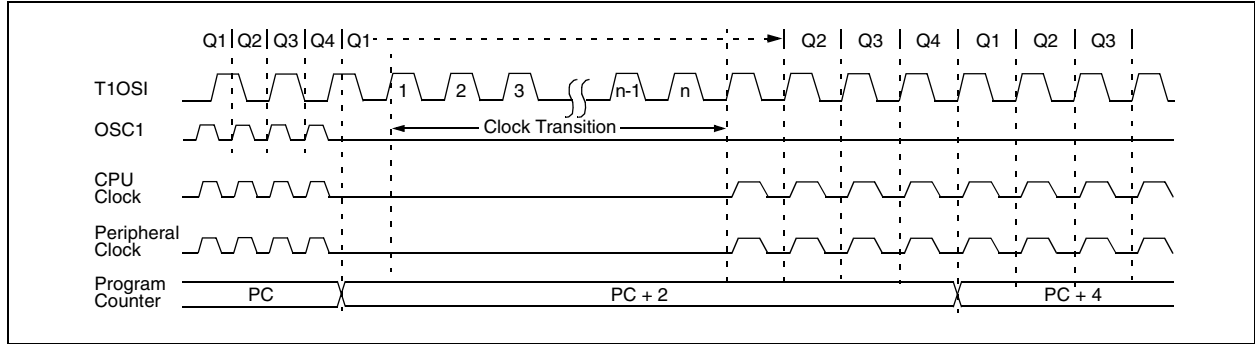 Q1 Q2 Q3 Q4 Q1 Q2 Q3 Q4 Q1 Q2 Q3
T1OSI
1 2 3 n-1 n
OSC1
Clock Transition
CPU
Clock
Peripheral
Clock
Program
Counter
PC PC + 2 PC + 4